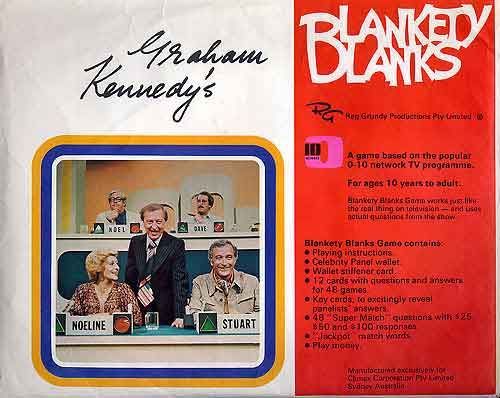 Graham
Kennedy's
BLANKETY
BLANKS
RG Reg Grundy Productions Pty Limited ®
10
A game based on the popular
0-10 network TV programme.
For ages 10 years to adult.
Blankety Blanks Game works just like
the real thing on television — and uses
actual questions from the show.
Blankety Blanks Game contains:
• Playing instructions.
• Celebrity Panel wallet.
• Wallet stiffener card.
• 12 cards with questions and answers
for 48 games.
• Key cards, to excitingly reveal
panelists' answers.
• 48 "Super Match" questions with $25
$50 and $100 responses
• "Jackpot" match words.
• Play money.
Manufactured exclusively for
Climax Corporation Pty Limited
Sydney Australia
NOEL
DAVE
NOELINE
STUART